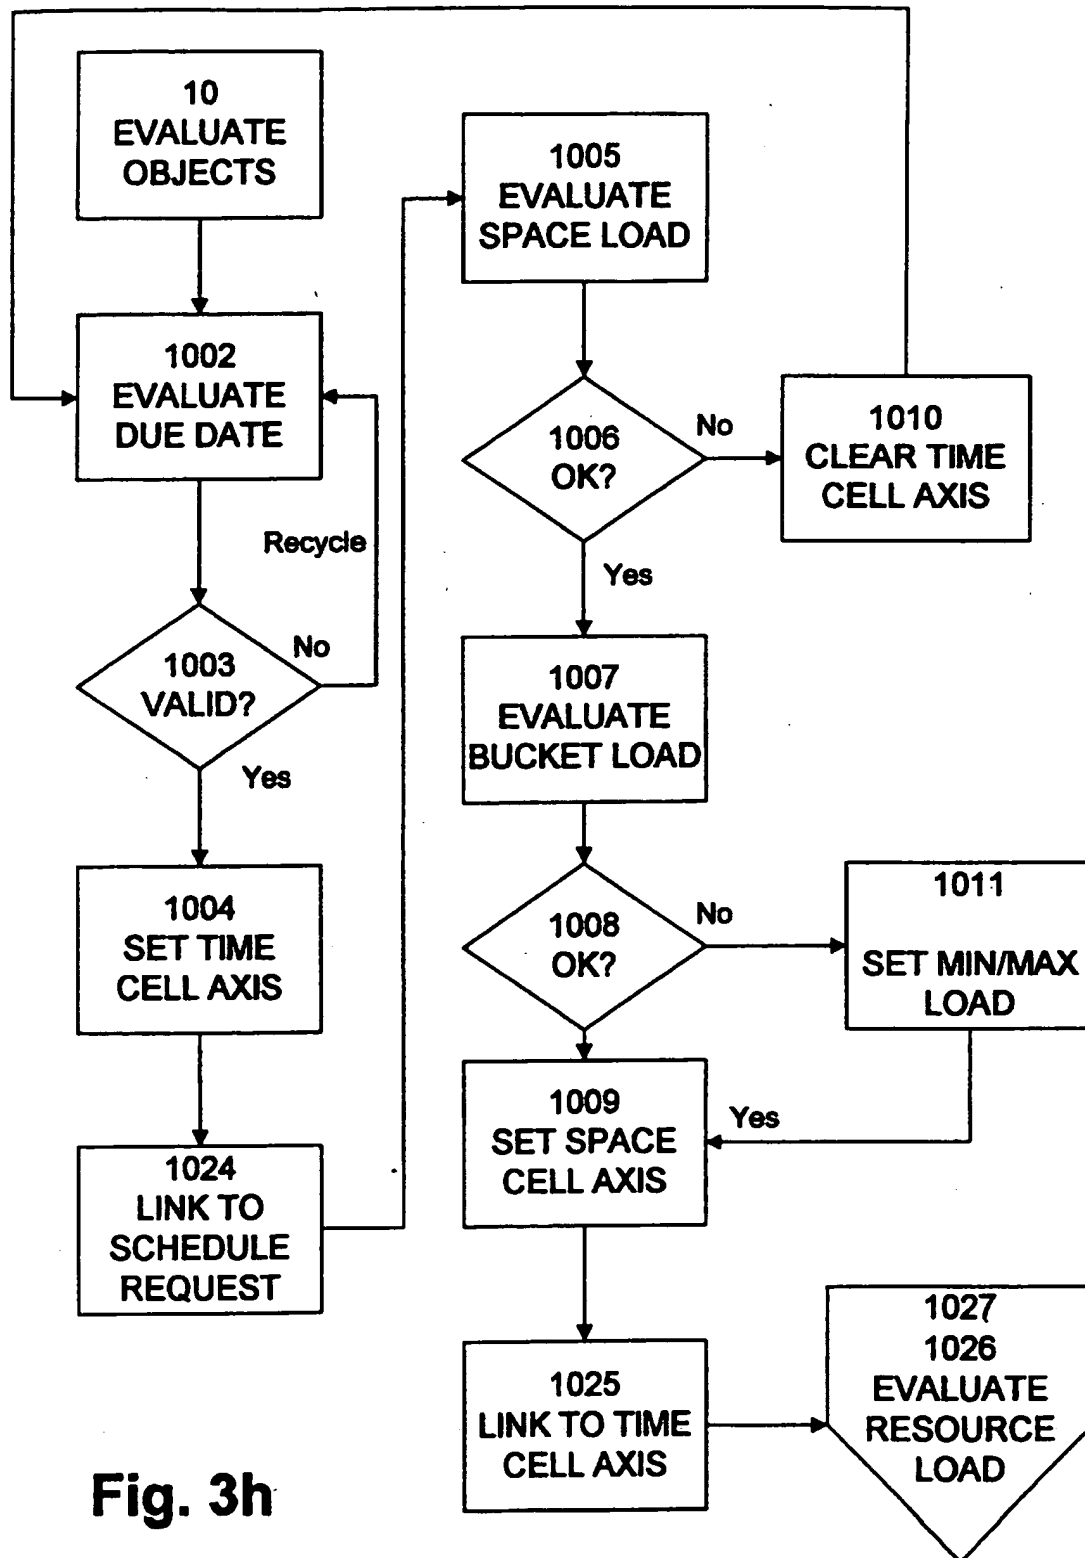 10
EVALUATE
OBJECTS
1002
EVALUATE
DUE DATE
Recycle
1003
VALID?
No
Yes
1004
SET TIME
CELL AXIS
1024
LINK TO
SCHEDULE
REQUEST
1005
EVALUATE
SPACE LOAD
1006
OK?
No
Yes
1010
CLEAR TIME
CELL AXIS
1007
EVALUATE
BUCKET LOAD
1008
OK?
No
1011
SET MIN/MAX
LOAD
Yes
1009
SET SPACE
CELL AXIS
1025
LINK TO TIME
CELL AXIS
1027
1026
EVALUATE
RESOURCE
LOAD
Fig. 3h